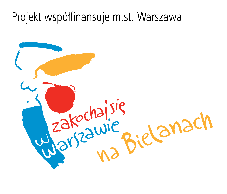 Projekt współfinansuje m.st. Warszawa
zakochaj się
w Warszawie
na Bielanach